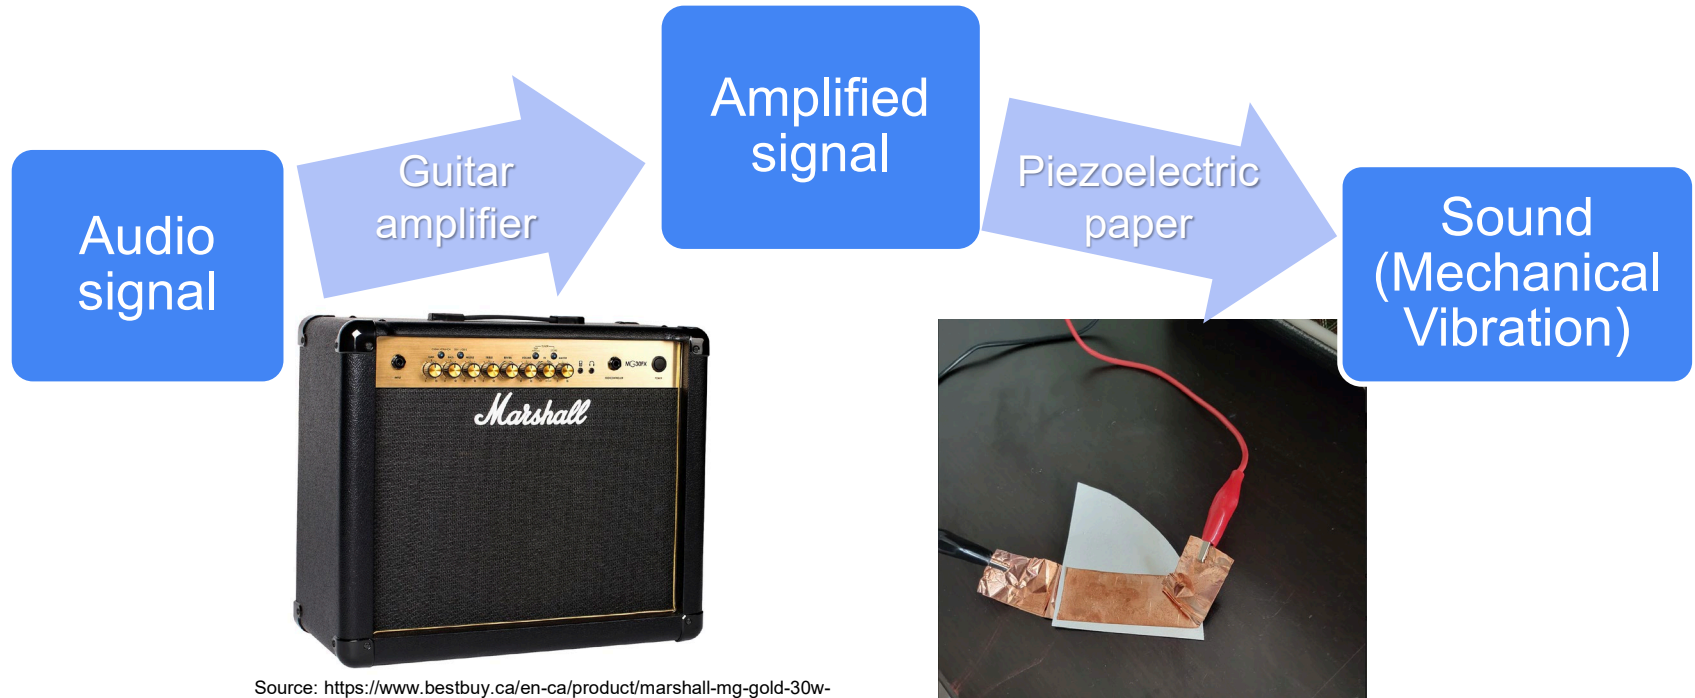 Audio
signal
Guitar
amplifier
Amplified
signal
Piezoelectric
paper
Sound
(Mechanical
Vibration)
Marshall
MG30FX
Source: https://www.bestbuy.ca/en-ca/product/marshall-mg-gold-30w-